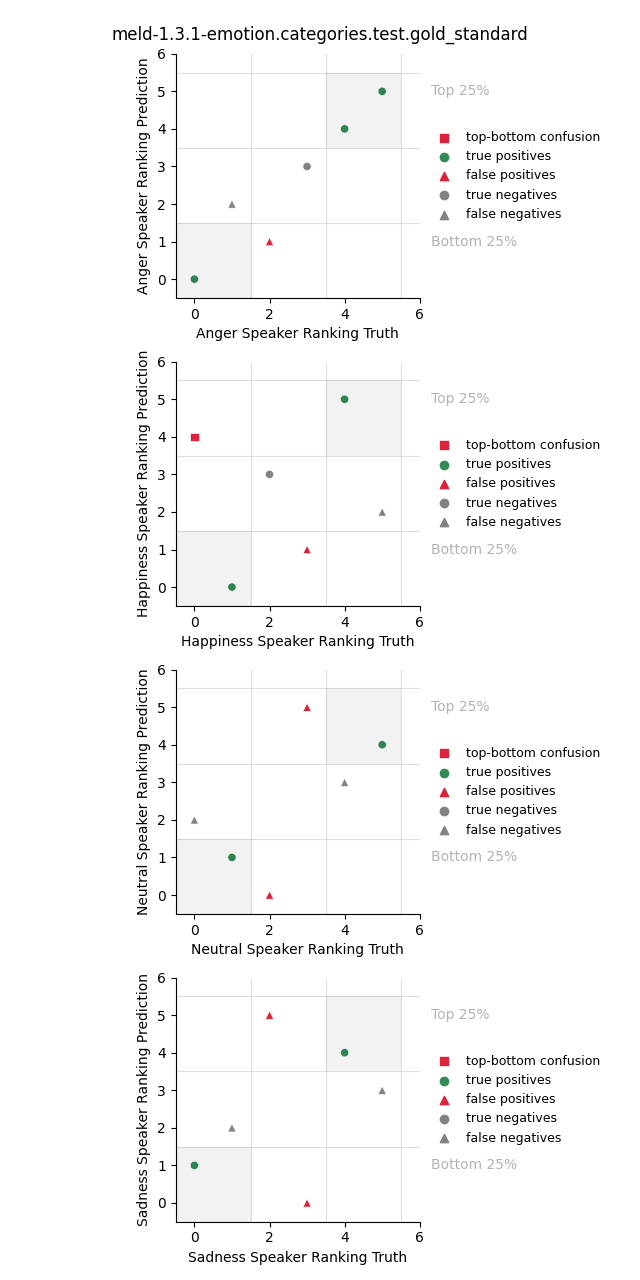 meld-1.3.1-emotion.categories.test.gold_standard
6
5
4
3
2
1
0
Anger Speaker Ranking Prediction
0
2
4
6
Anger Speaker Ranking Truth
Top 25%
top-bottom confusion
true positives
false positives
true negatives
false negatives
Bottom 25%
6
5
4
3
2
1
0
Happiness Speaker Ranking Prediction
0
2
4
6
Happiness Speaker Ranking Truth
Top 25%
top-bottom confusion
true positives
false positives
true negatives
false negatives
Bottom 25%
6
5
4
3
2
1
0
Neutral Speaker Ranking Prediction
0
2
4
6
Neutral Speaker Ranking Truth
Top 25%
top-bottom confusion
true positives
false positives
true negatives
false negatives
Bottom 25%
6
5
4
3
2
1
0
Sadness Speaker Ranking Prediction
0
2
4
6
Sadness Speaker Ranking Truth
Top 25%
top-bottom confusion
true positives
false positives
true negatives
false negatives
Bottom 25%